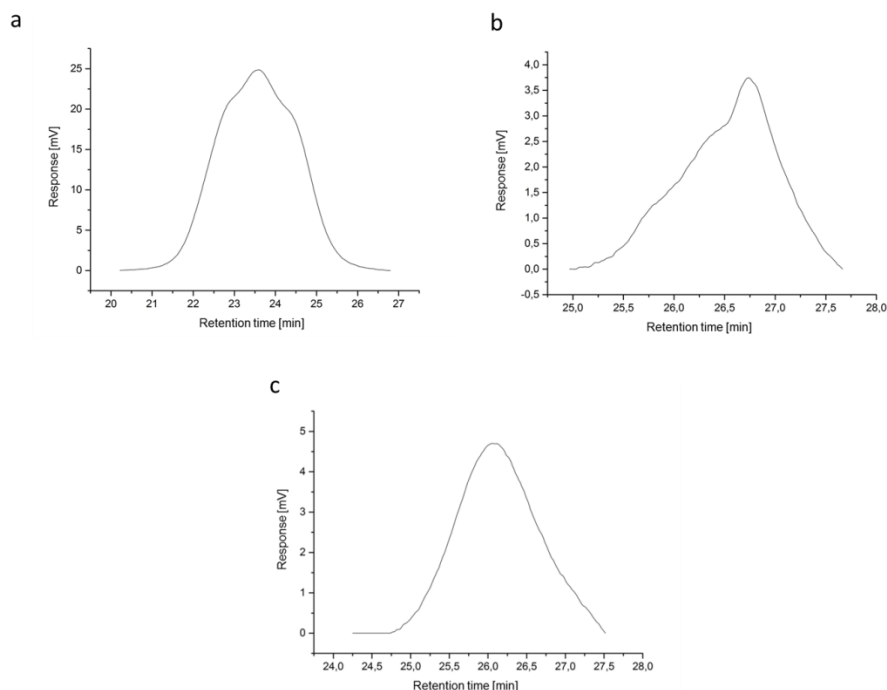 a
25
20
15
10
5
0
Response [mV]
20 21 22 23 24 25 26 27
Retention time [min]
b
4,0
3,5
3,0
2,5
2,0
1,5
1,0
0,5
0,0
-0,5
Response [mV]
25,0 25,5 26,0 26,5 27,0 27,5 28,0
Retention time [min]
c
5
4
3
2
1
0
Response [mV]
24,0 24,5 25,0 25,5 26,0 26,5 27,0 27,5 28,0
Retention time [min]